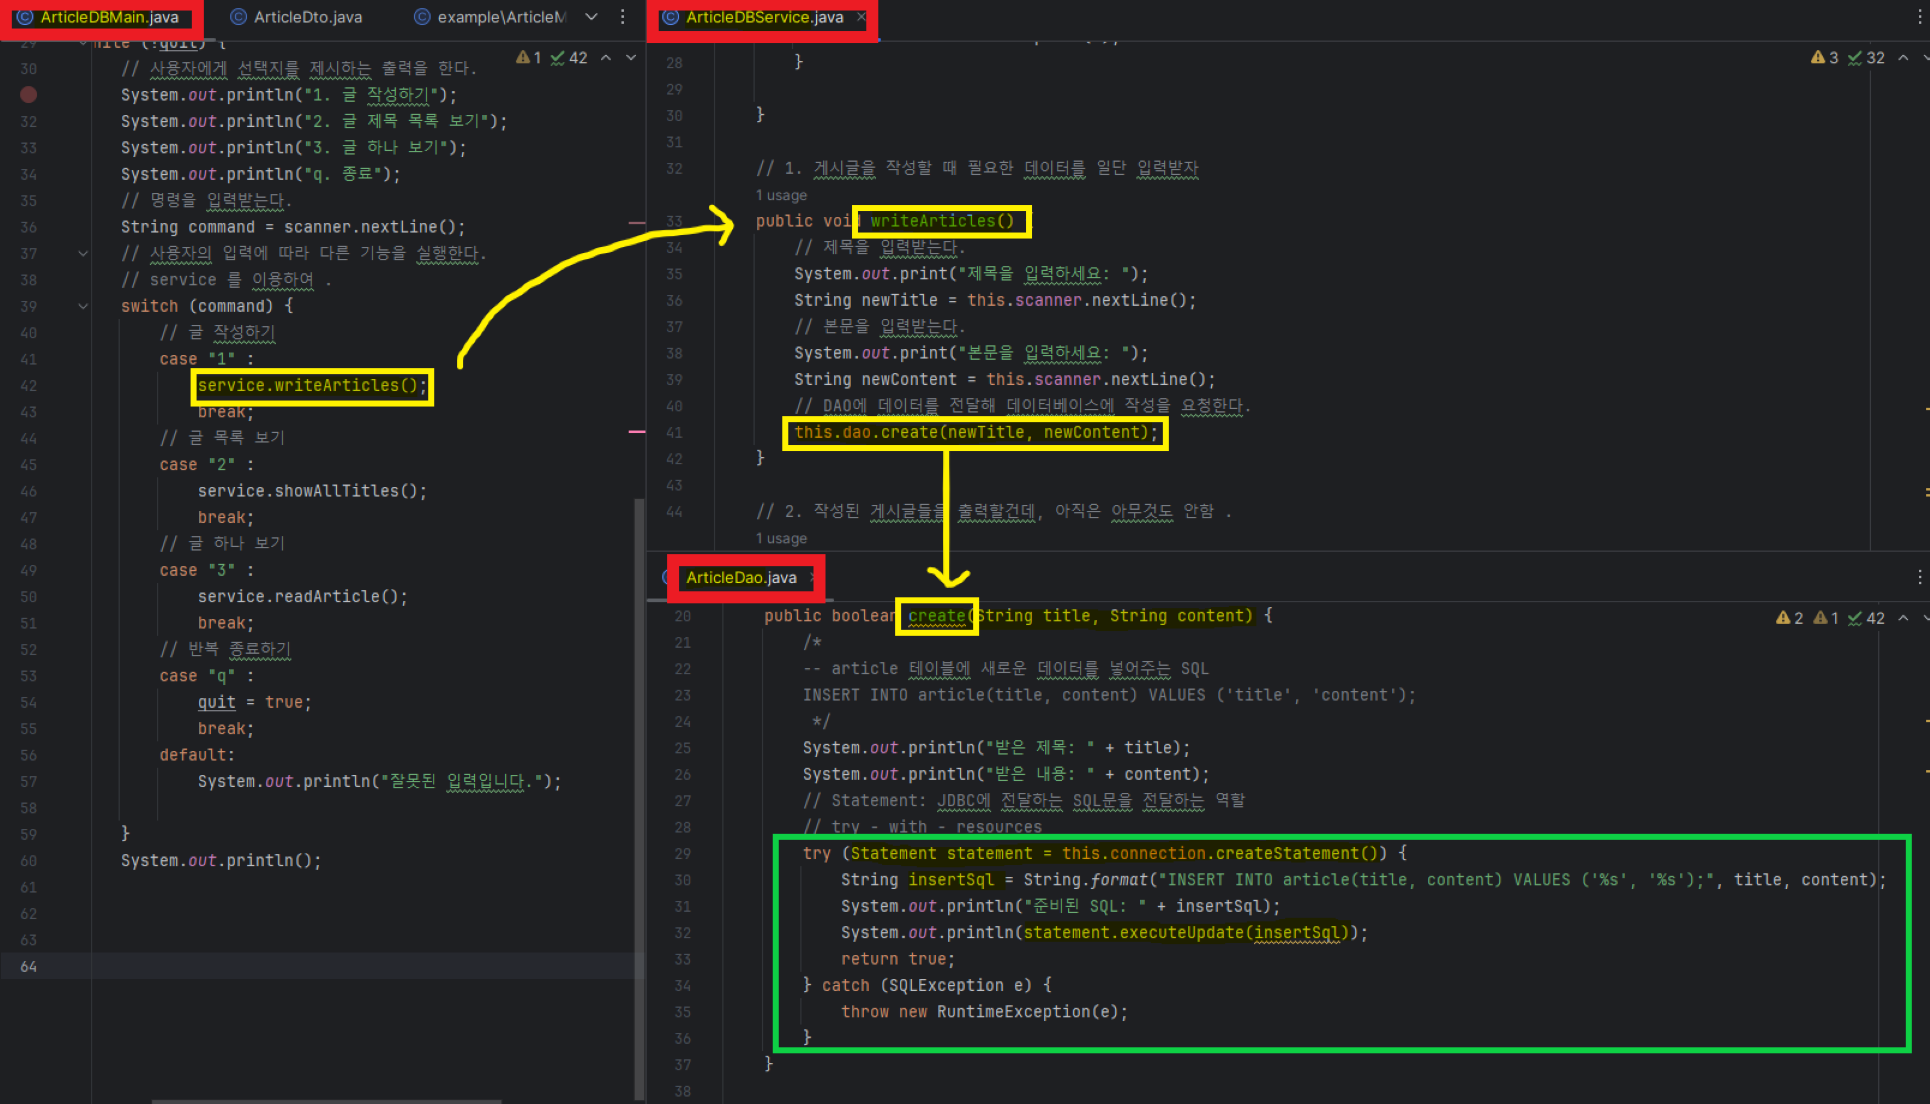 ArticleDBMain.java
ArticleDto.java
example\ArticleM
29 while (!quit) {
1 42
30 // 사용자에게 선택지를 제시하는 출력을 한다.
System.out.println("1. 글 작성하기");
32 System.out.println("2. 글 제목 목록 보기");
33 System.out.println("3. 글 하나 보기");
34 System.out.println("q. 종료");
35 // 명령을 입력받는다.
36 String command = scanner.nextLine();
37 // 사용자의 입력에 따라 다른 기능을 실행한다.
38 // service 를 이용하여 .
39 switch (command) {
40 // 글 작성하기
41 case "1" :
42 service.writeArticles();
43 break;
44 // 글 목록 보기
45 case "2" :
46 service.showAllTitles();
47 break;
48 // 글 하나 보기
49 case "3" :
50 service.readArticle();
51 break;
52 // 반복 종료하기
53 case "q" :
54 quit = true;
55 break;
56 default:
57 System.out.println("잘못된 입력입니다.");
58
59 }
60 System.out.println();
61
62
63
64
ArticleDBService.java
3 32
28 }
29
30 }
31
32 // 1. 게시글을 작성할 때 필요한 데이터를 일단 입력받자
1 usage
33 public void writeArticles()
34 // 제목을 입력받는다.
35 System.out.print("제목을 입력하세요: ");
36 String newTitle = this.scanner.nextLine();
37 // 본문을 입력받는다.
38 System.out.print("본문을 입력하세요: ");
39 String newContent = this.scanner.nextLine();
40 // DAO에 데이터를 전달해 데이터베이스에 작성을 요청한다.
41 this.dao.create(newTitle, newContent);
42 }
43
44 // 2. 작성된 게시글들을 출력할건데, 아직은 아무것도 안함 .
1 usage
ArticleDao.java
2 1 42
20 public boolean create(String title, String content) {
21 /*
22 -- article 테이블에 새로운 데이터를 넣어주는 SQL
23 INSERT INTO article(title, content) VALUES ('title', 'content');
24 */
25 System.out.println("받은 제목: " + title);
26 System.out.println("받은 내용: " + content);
27 // Statement: JDBC에 전달하는 SQL문을 전달하는 역할
28 // try - with - resources
29 try (Statement statement = this.connection.createStatement()) {
30 String insertSql = String.format("INSERT INTO article(title, content) VALUES ('%s', '%s');", title, content);
31 System.out.println("준비된 SQL: " + insertSql);
32 System.out.println(statement.executeUpdate(insertSql));
33 return true;
34 } catch (SQLException e) {
35 throw new RuntimeException(e);
36 }
37 }
38